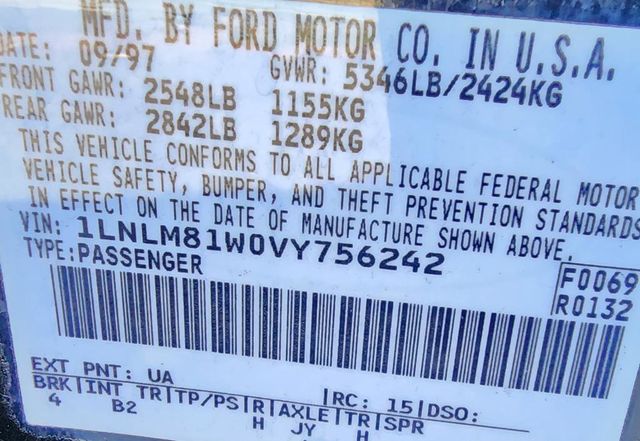 MFD. BY FORD MOTOR CO. IN U.S.A.
DATE: 09/97 GVWR: 5346LB/2424KG
FRONT GAWR: 2548LB 1155KG
REAR GAWR: 2842LB 1289KG
THIS VEHICLE CONFORMS TO ALL APPLICABLE FEDERAL MOTOR
VEHICLE SAFETY, BUMPER, AND THEFT PREVENTION STANDARDS
IN EFFECT ON THE DATE OF MANUFACTURE SHOWN ABOVE.
VIN: 1LNLM81W0VY756242
TYPE: PASSENGER
F0069
R0132
EXT PNT: UA RC: 15 DSO:
BRK INT TR TP/PS R AXLE TR SPR
4 B2 H JY H